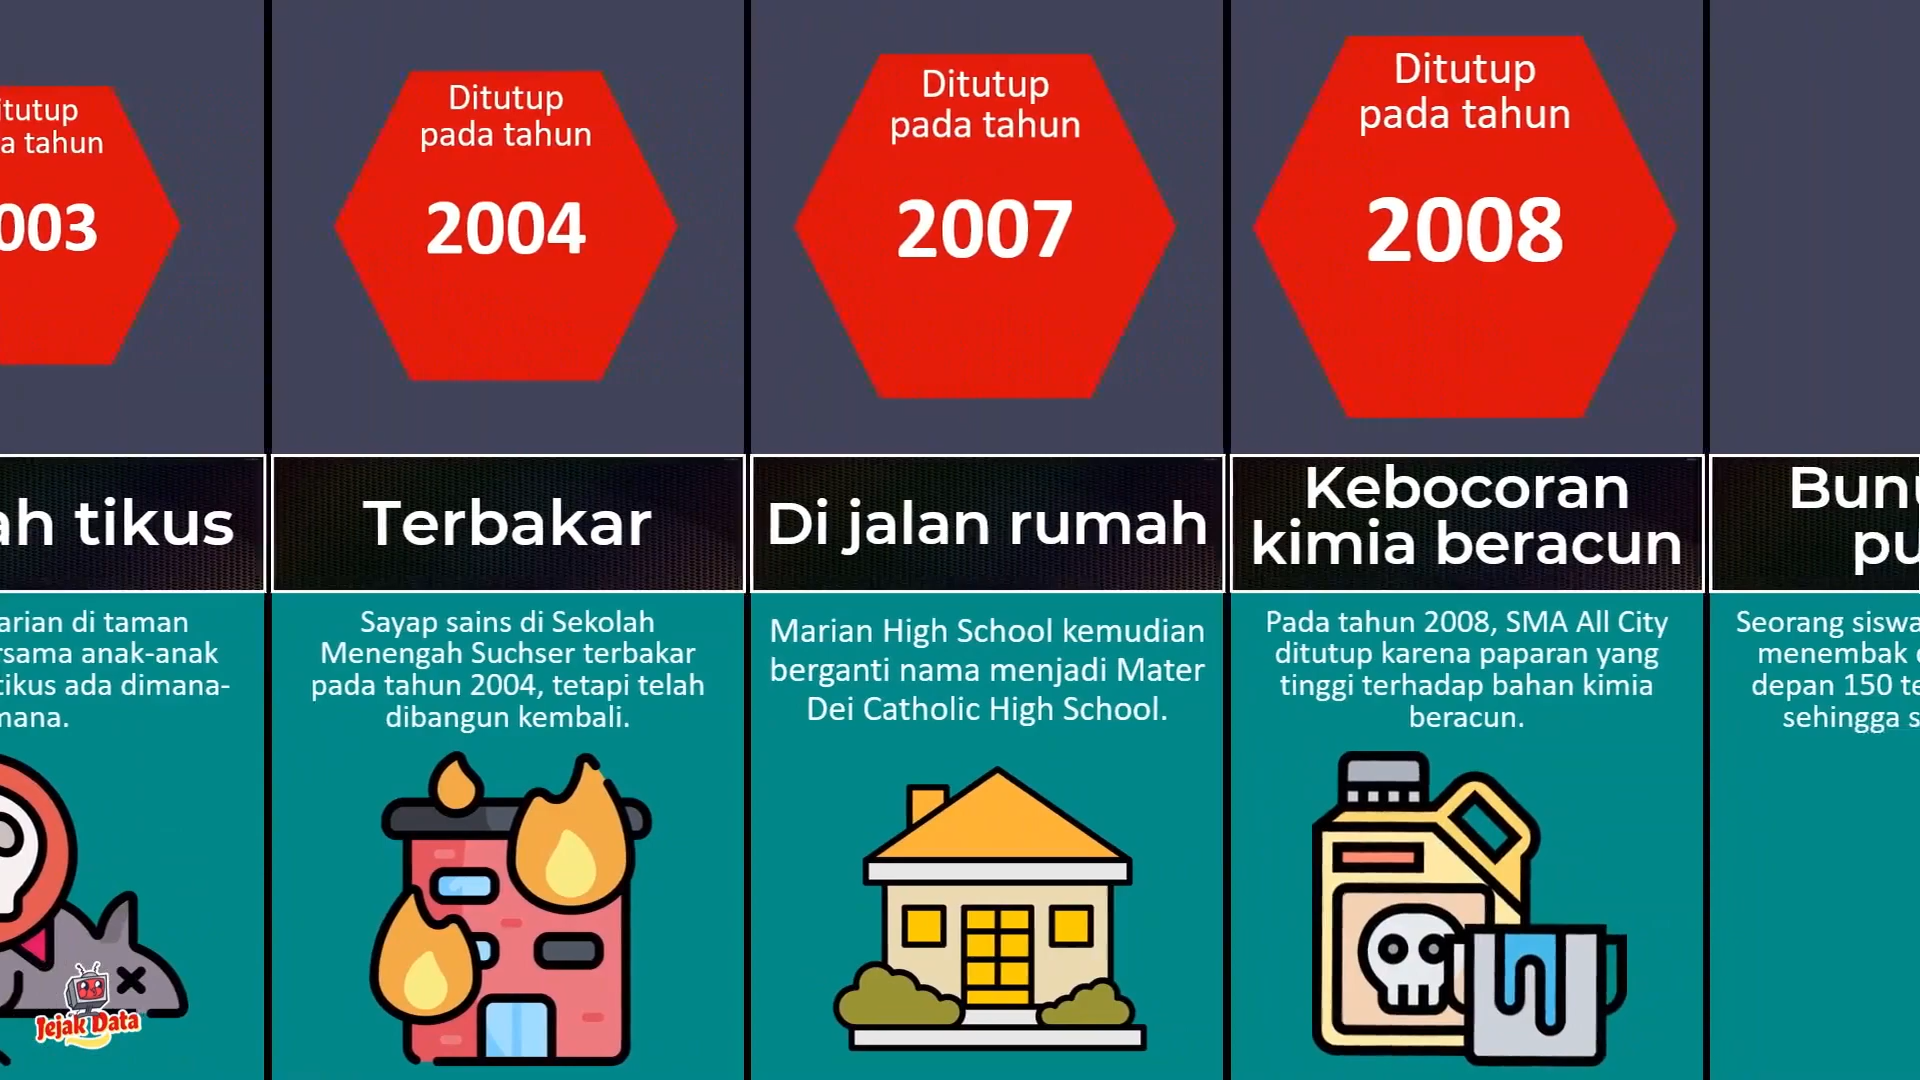 itutup
a tahun
003
ah tikus
arian di taman
rsama anak-anak
tikus ada dimana-
mana.
Jejak Data
Ditutup
pada tahun
2004
Terbakar
Sayap sains di Sekolah
Menengah Suchser terbakar
pada tahun 2004, tetapi telah
dibangun kembali.
Ditutup
pada tahun
2007
Di jalan rumah
Marian High School kemudian
berganti nama menjadi Mater
Dei Catholic High School.
Ditutup
pada tahun
2008
Kebocoran
kimia beracun
Pada tahun 2008, SMA All City
ditutup karena paparan yang
tinggi terhadap bahan kimia
beracun.
Bunu
pu
Seorang siswa
menembak
depan 150 te
sehingga s